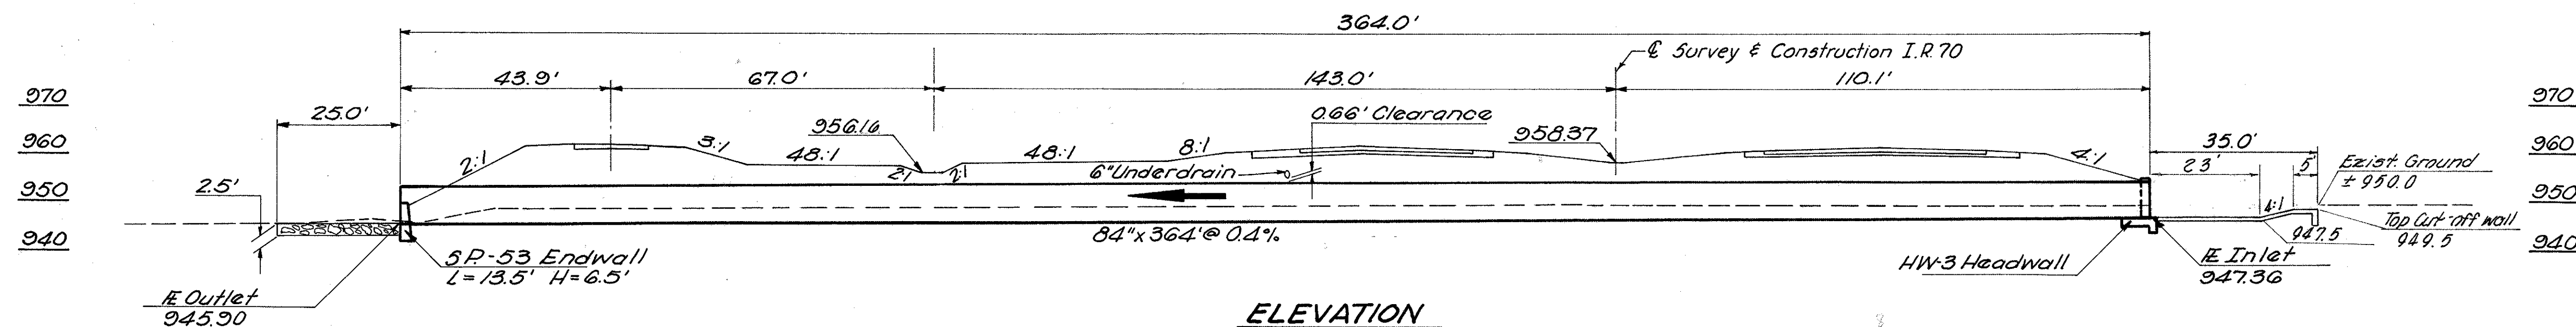 364.0'
℄ Survey & Construction I.R. 70
43.9'
67.0'
143.0'
110.1'
970
970
25.0'
956.16
0.66' Clearance
958.37
35.0'
960
960
2:1
3:1
48:1
48:1
8:1
4:1
23'
5'
Exist. Ground
± 950.0
2.5'
950
2:1
2:1
6" Underdrain
950
4:1
Top Cut-off wall
949.5
940
84" x 364' @ 0.4%
947.5
940
S.P.-53 Endwall
L=13.5' H=6.5'
HW-3 Headwall
FL Inlet
947.36
FL Outlet
945.90
ELEVATION